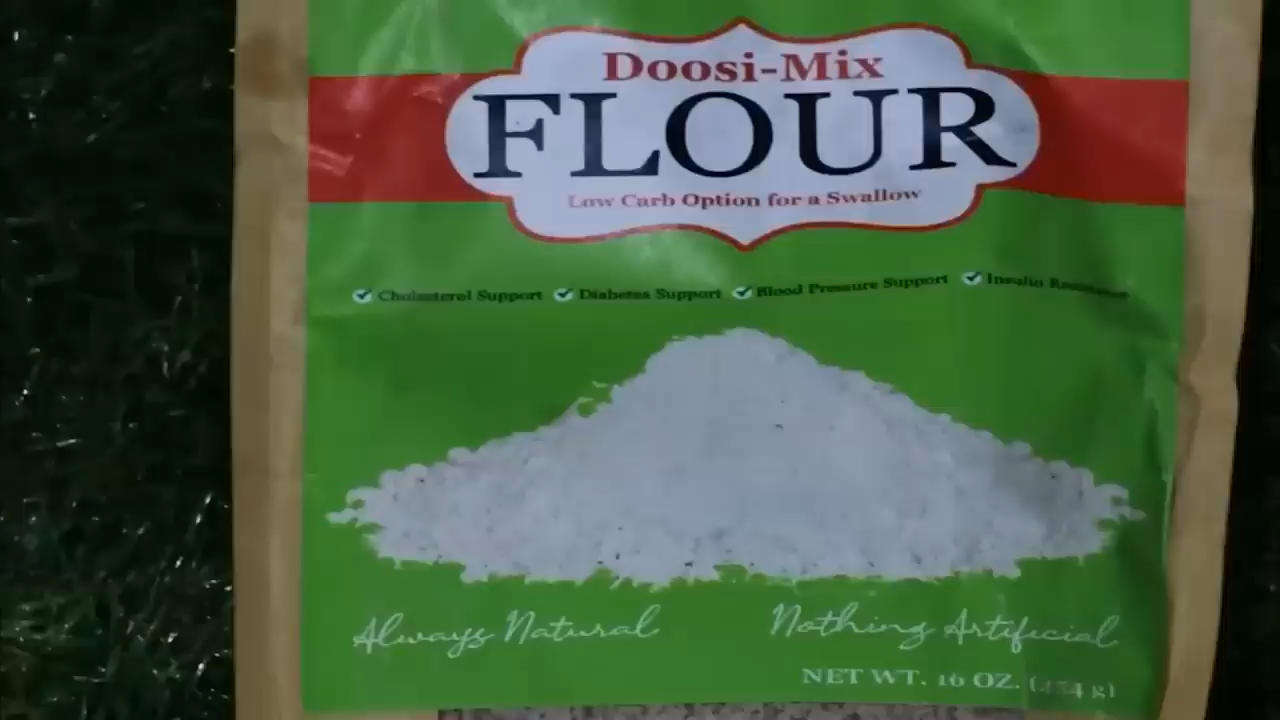 Doosi-Mix
FLOUR
Low Carb Option for a Swallow
Cholesterol Support Diabetes Support Blood Pressure Support Insulin
Always Natural Nothing Artificial
NET WT. 16 OZ. (454 g)